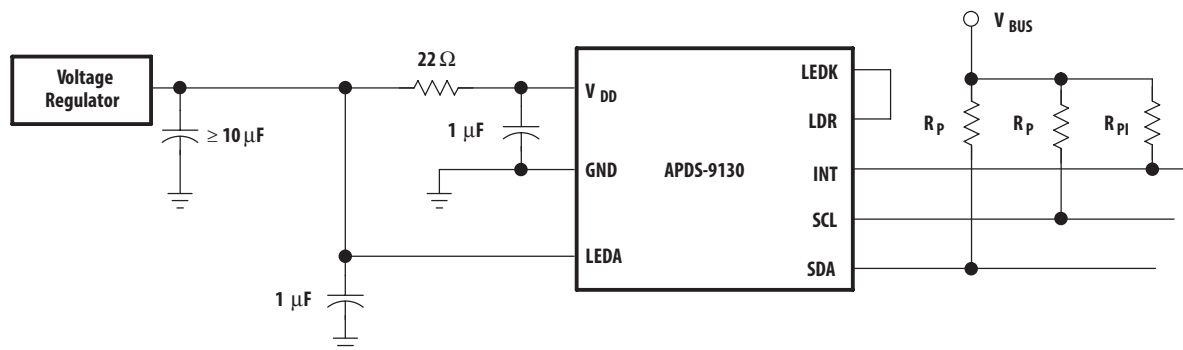 Voltage
Regulator
≥ 10 µF
22 Ω
1 µF
1 µF
V DD
GND
LEDA
APDS-9130
LEDK
LDR
INT
SCL
SDA
V BUS
R P
R P
R PI